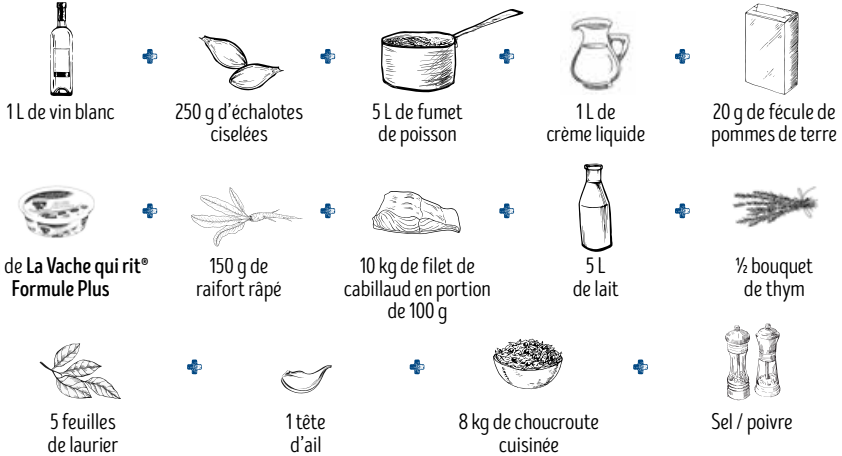 1 L de vin blanc
250 g d'échalotes
ciselées
5 L de fumet
de poisson
1 L de
crème liquide
20 g de fécule de
pommes de terre
de La Vache qui rit®
Formule Plus
150 g de
raifort râpé
10 kg de filet de
cabillaud en portion
de 100 g
5 L
de lait
½ bouquet
de thym
5 feuilles
de laurier
1 tête
d'ail
8 kg de choucroute
cuisinée
Sel / poivre